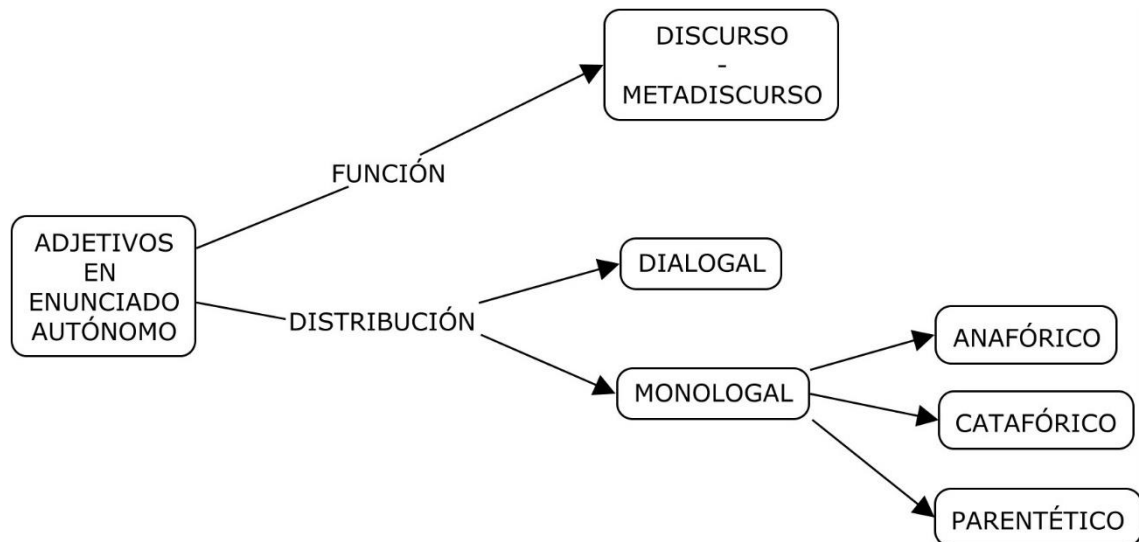 DISCURSO
-
METADISCURSO
FUNCIÓN
ADJETIVOS
EN
ENUNCIADO
AUTÓNOMO
DISTRIBUCIÓN
DIALOGAL
MONOLOGAL
ANAFÓRICO
CATAFÓRICO
PARENTÉTICO